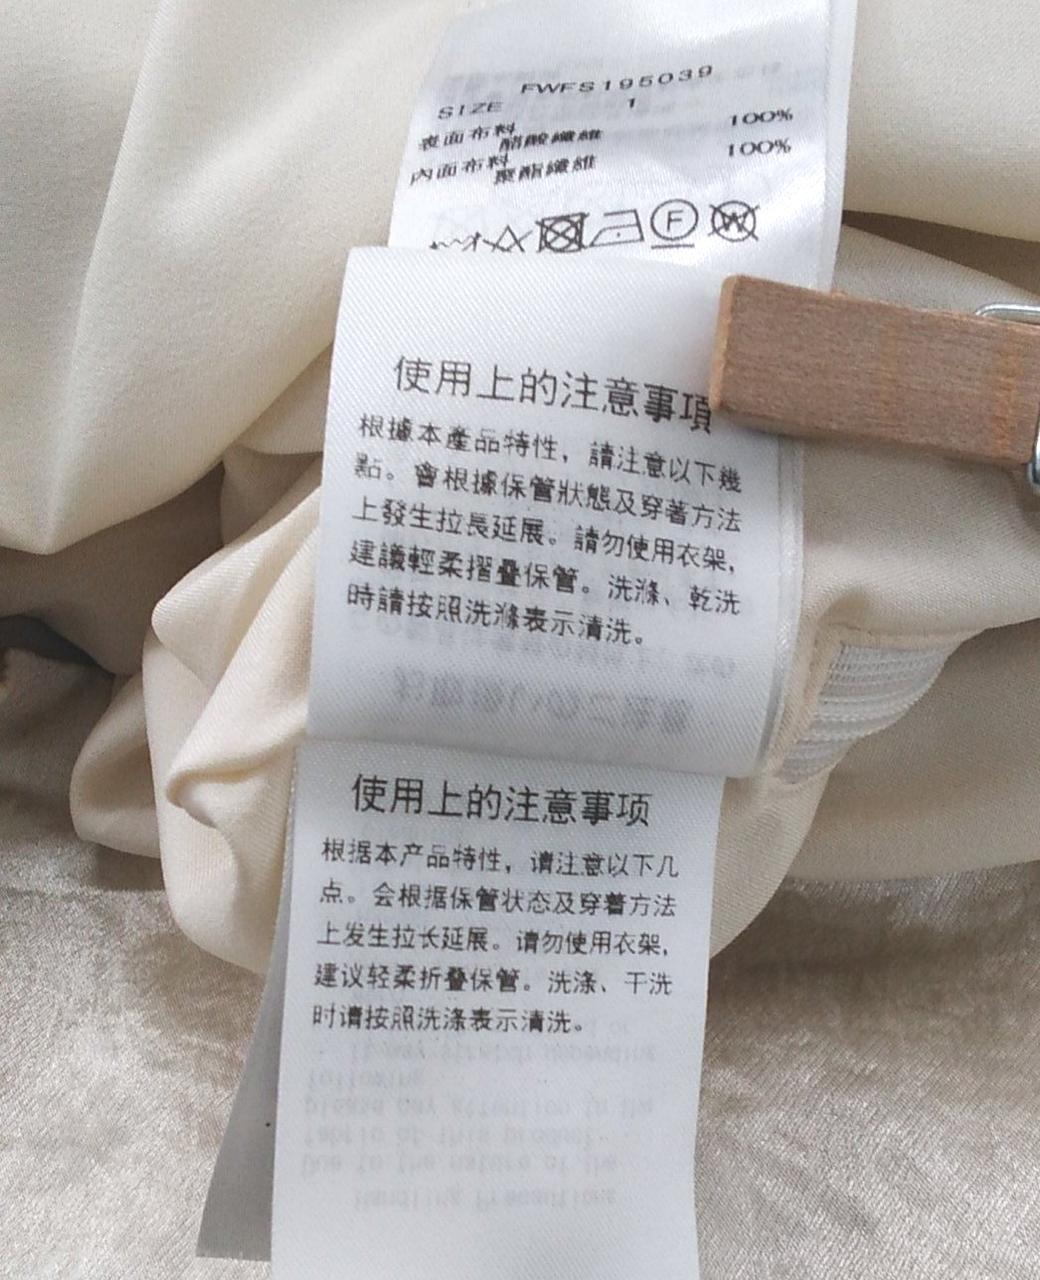 FWFS195039
SIZE 1
表面布料 醋酸纖維 100%
內面布料 聚酯纖維 100%
F W
使用上的注意事項
根據本產品特性，請注意以下幾
點。會根據保管狀態及穿著方法
上發生拉長延展。請勿使用衣架，
建議輕柔摺疊保管。洗滌、乾洗
時請按照洗滌表示清洗。
使用上的注意事项
根据本产品特性，请注意以下几
点。会根据保管状态及穿着方法
上发生拉长延展。请勿使用衣架，
建议轻柔折叠保管。洗涤、干洗
时请按照洗涤表示清洗。